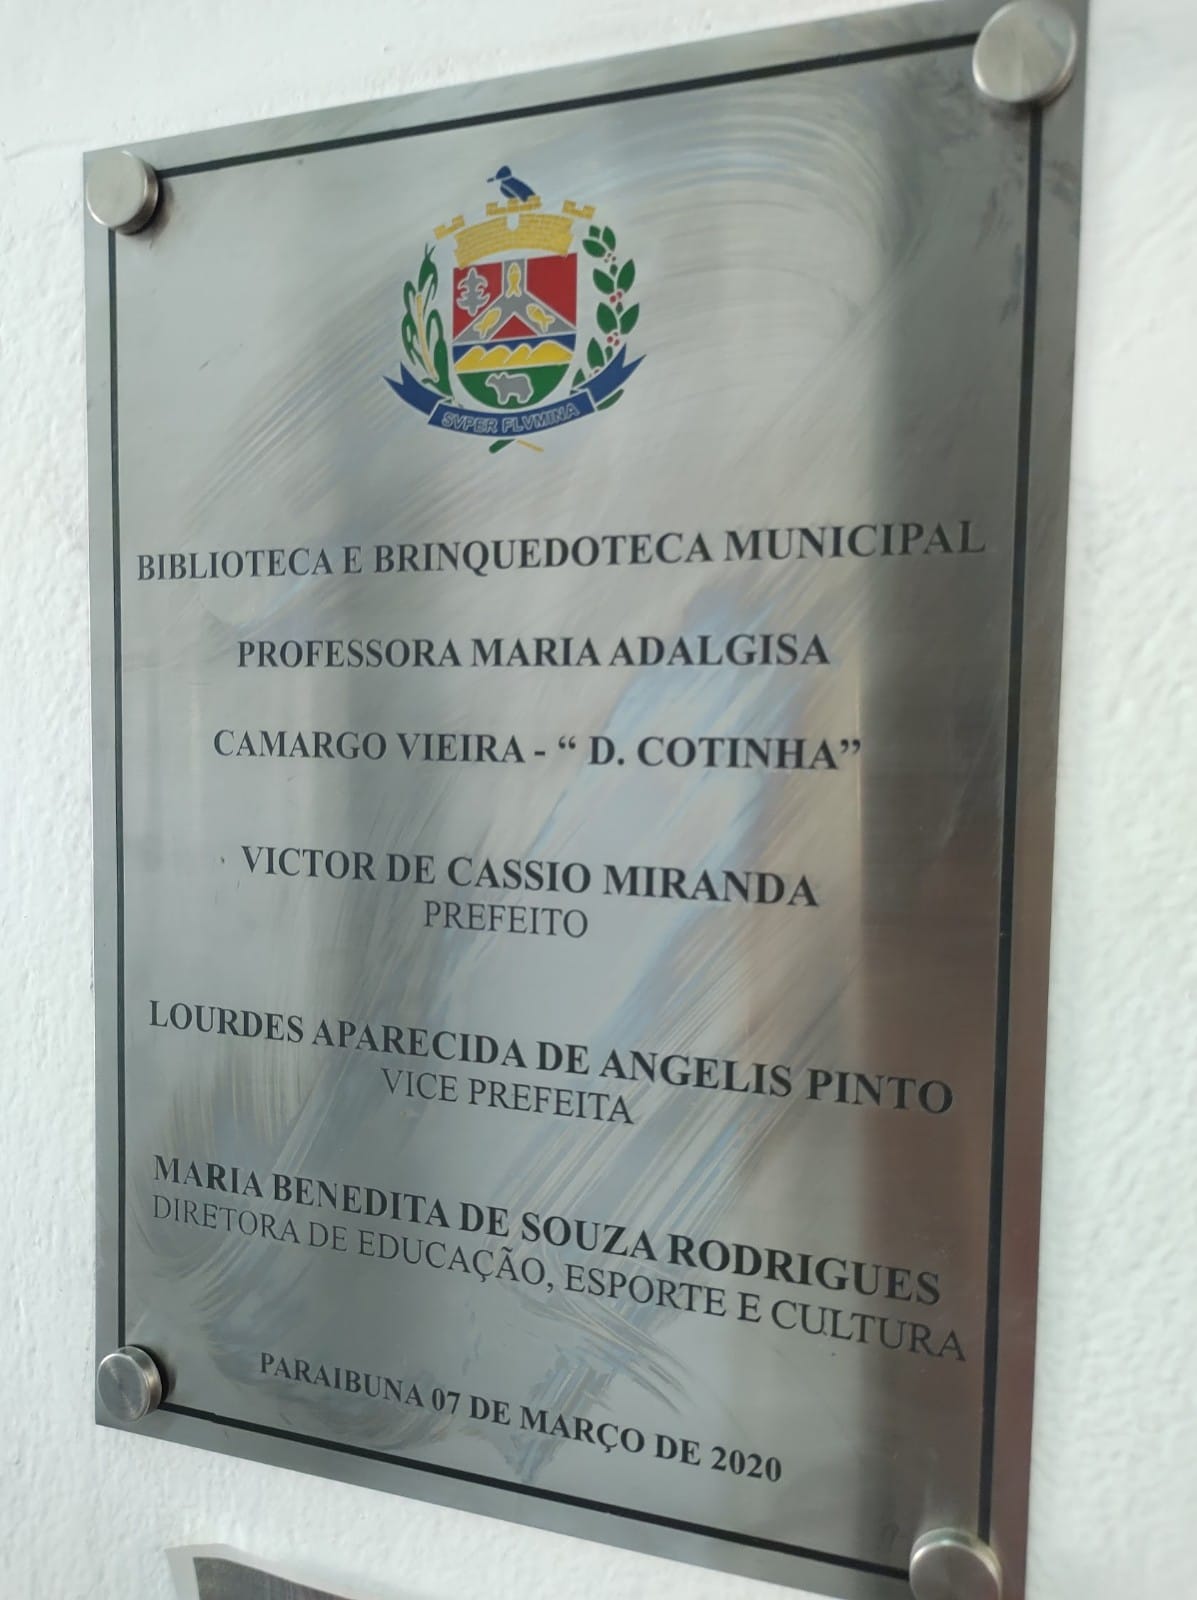 SVPER FLVMINA
BIBLIOTECA E BRINQUEDOTECA MUNICIPAL
PROFESSORA MARIA ADALGISA
CAMARGO VIEIRA - “ D. COTINHA”
VICTOR DE CASSIO MIRANDA
PREFEITO
LOURDES APARECIDA DE ANGELIS PINTO
VICE PREFEITA
MARIA BENEDITA DE SOUZA RODRIGUES
DIRETORA DE EDUCAÇÃO, ESPORTE E CULTURA
PARAIBUNA 07 DE MARÇO DE 2020